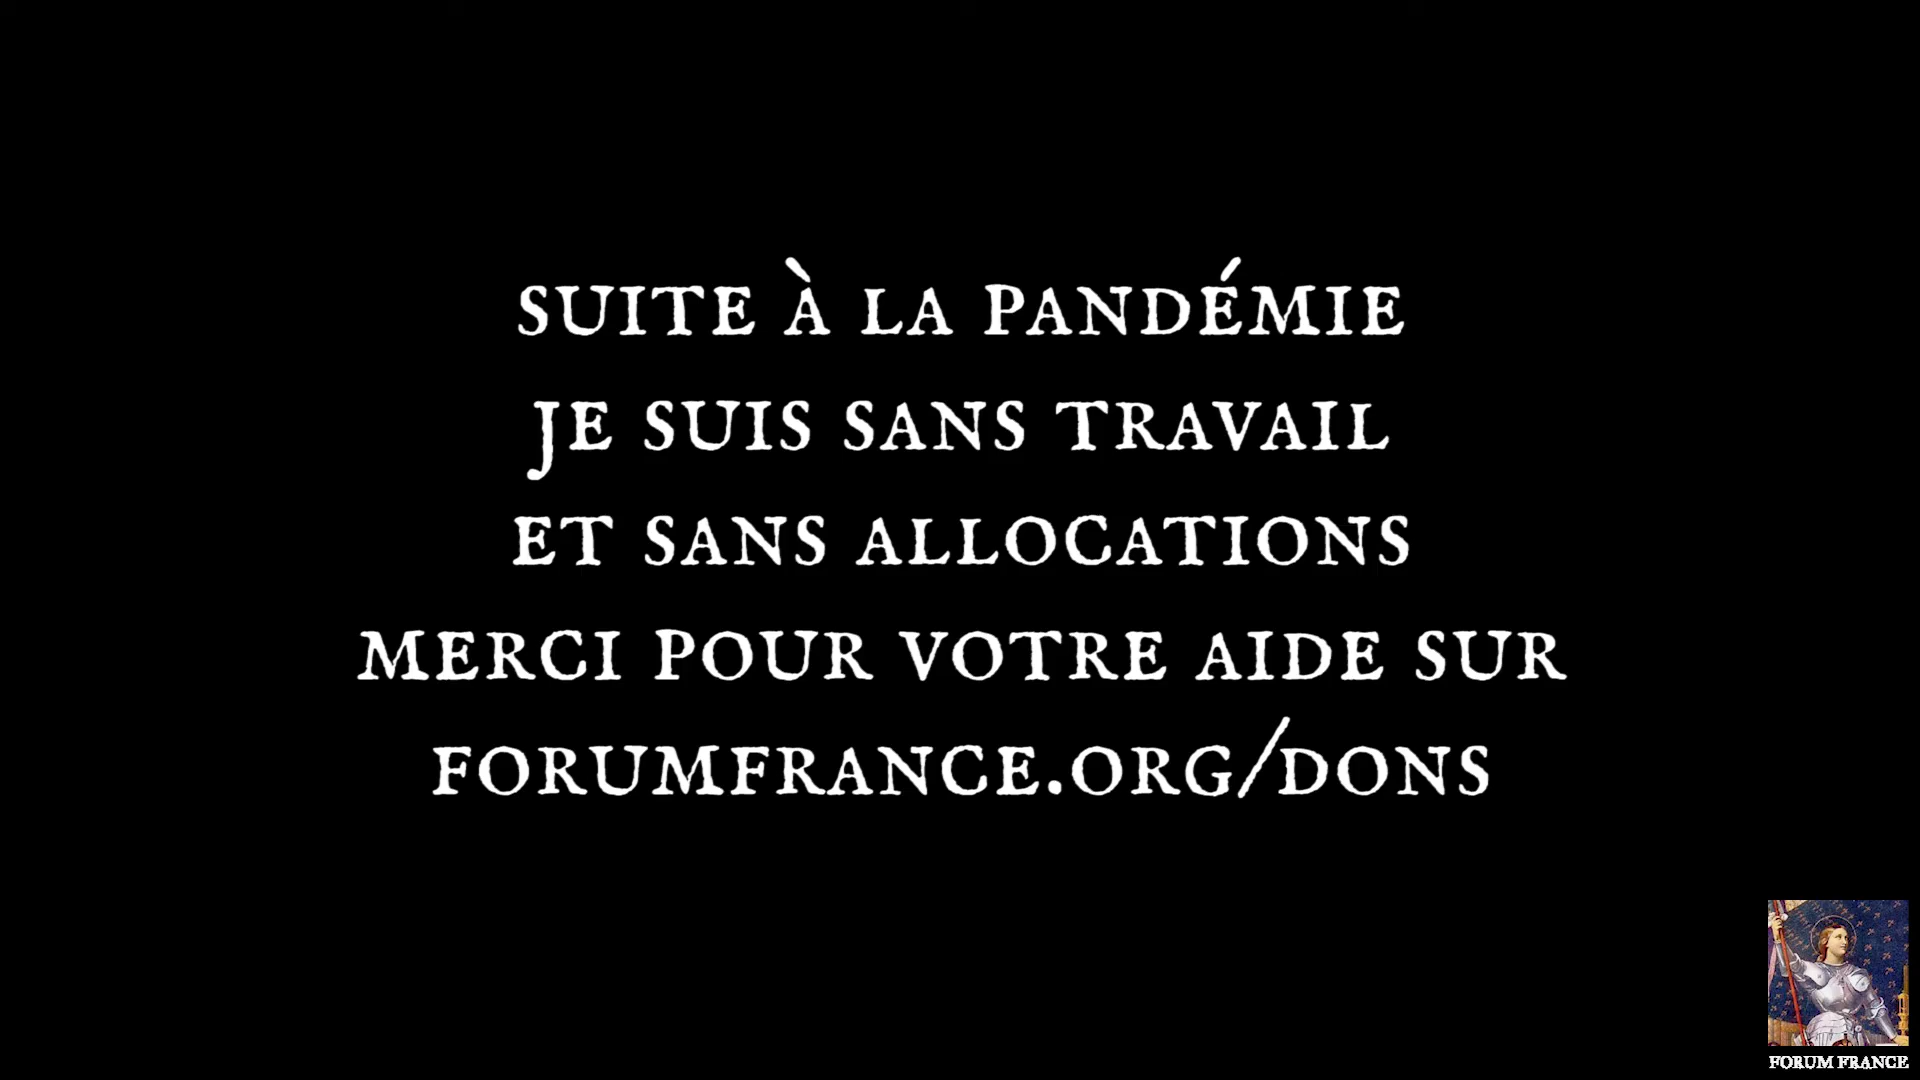 SUITE À LA PANDÉMIE
JE SUIS SANS TRAVAIL
ET SANS ALLOCATIONS
MERCI POUR VOTRE AIDE SUR
FORUMFRANCE.ORG/DONS
FORUM FRANCE